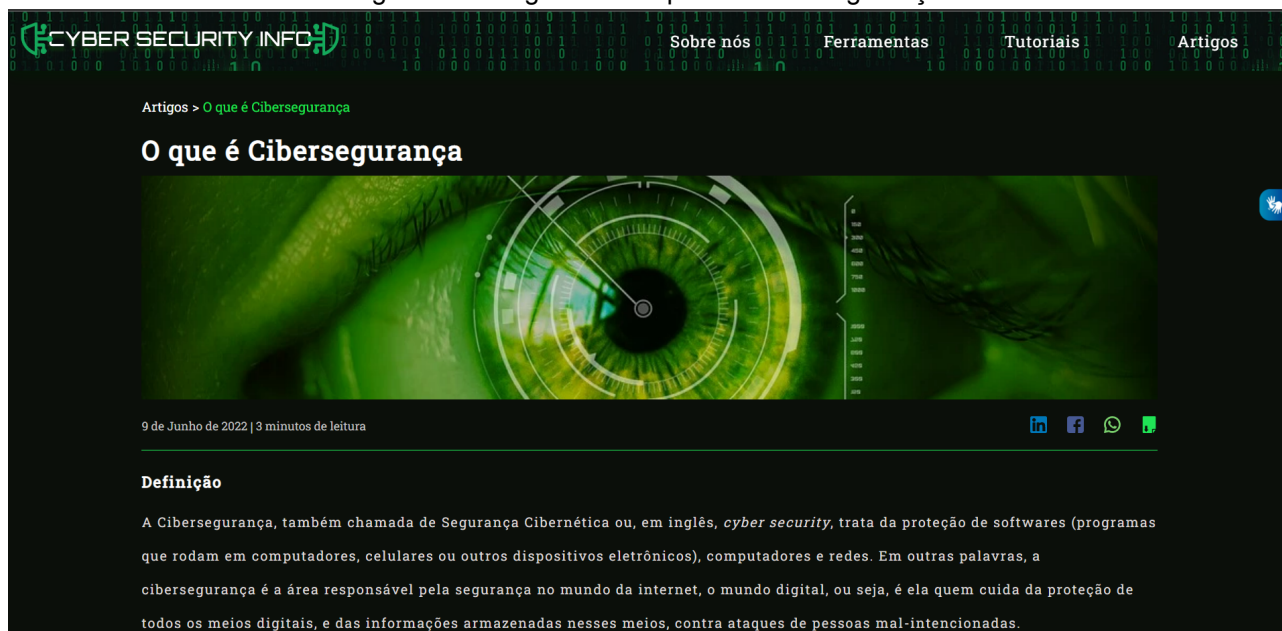 CYBER SECURITY INFO
Sobre nós
Ferramentas
Tutoriais
Artigos
Artigos > O que é Cibersegurança
O que é Cibersegurança
9 de Junho de 2022 | 3 minutos de leitura
Definição
A Cibersegurança, também chamada de Segurança Cibernética ou, em inglês, cyber security, trata da proteção de softwares (programas
que rodam em computadores, celulares ou outros dispositivos eletrônicos), computadores e redes. Em outras palavras, a
cibersegurança é a área responsável pela segurança no mundo da internet, o mundo digital, ou seja, é ela quem cuida da proteção de
todos os meios digitais, e das informações armazenadas nesses meios, contra ataques de pessoas mal-intencionadas.